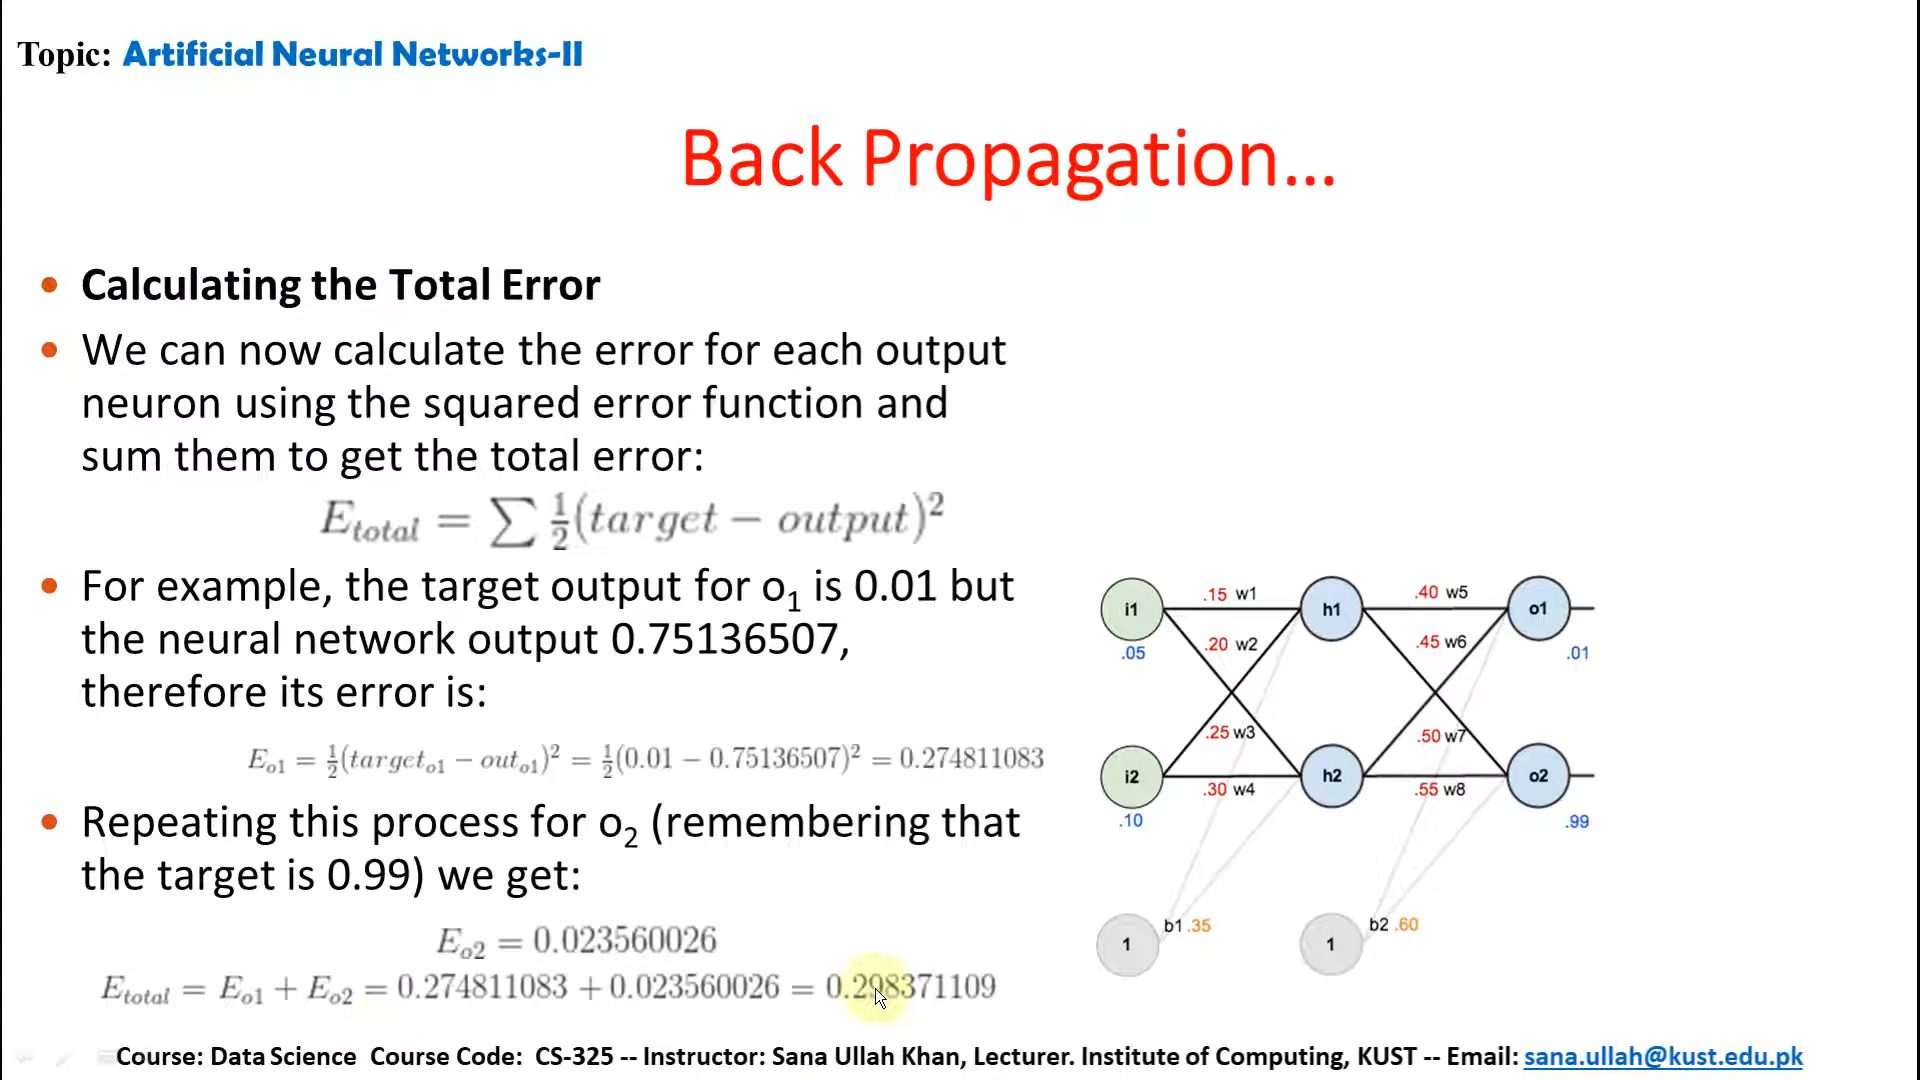 Topic: Artificial Neural Networks-II
Back Propagation...
• Calculating the Total Error
• We can now calculate the error for each output
neuron using the squared error function and
sum them to get the total error:
E_total = ∑ ½(target − output)²
• For example, the target output for o₁ is 0.01 but
the neural network output 0.75136507,
therefore its error is:
E_o1 = ½(target_o1 − out_o1)² = ½(0.01 − 0.75136507)² = 0.274811083
• Repeating this process for o₂ (remembering that
the target is 0.99) we get:
E_o2 = 0.023560026
E_total = E_o1 + E_o2 = 0.274811083 + 0.023560026 = 0.298371109
i1 .15 w1 h1 .40 w5 o1
.05 .20 w2 .45 w6 .01
.25 w3 .50 w7
i2 .30 w4 h2 .55 w8 o2
.10 .99
1 b1 .35 1 b2 .60
Course: Data Science Course Code: CS-325 -- Instructor: Sana Ullah Khan, Lecturer. Institute of Computing, KUST -- Email: sana.ullah@kust.edu.pk